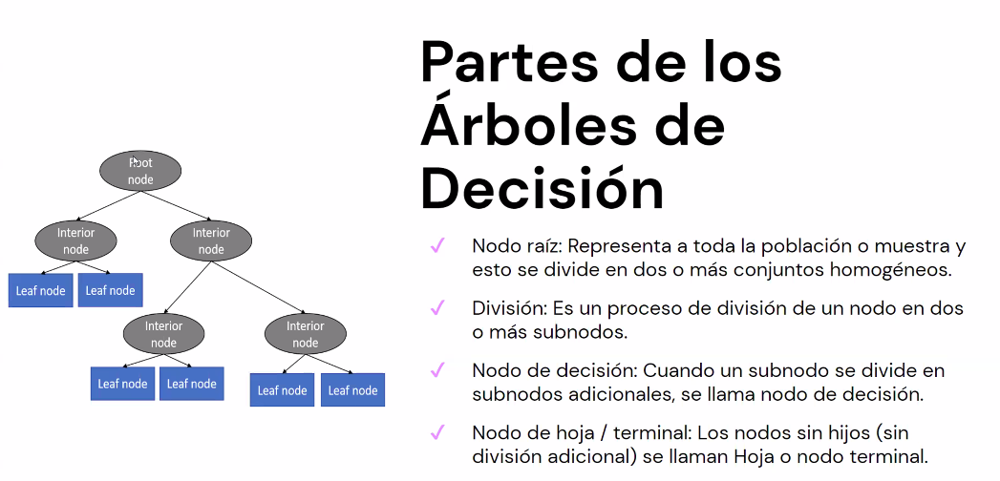 Partes de los
Árboles de
Decisión
Root
node
Interior
node
Interior
node
Leaf node
Leaf node
Interior
node
Interior
node
Leaf node
Leaf node
Leaf node
Leaf node
Nodo raíz: Representa a toda la población o muestra y
esto se divide en dos o más conjuntos homogéneos.
División: Es un proceso de división de un nodo en dos
o más subnodos.
Nodo de decisión: Cuando un subnodo se divide en
subnodos adicionales, se llama nodo de decisión.
Nodo de hoja / terminal: Los nodos sin hijos (sin
división adicional) se llaman Hoja o nodo terminal.